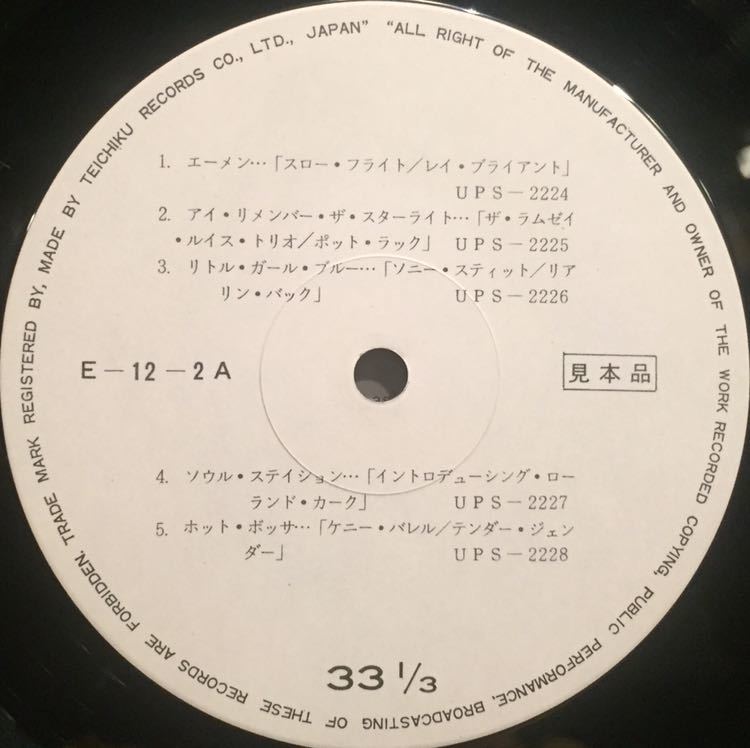 TRADE MARK REGISTERED BY, MADE BY TEICHIKU RECORDS CO., LTD., JAPAN” “ALL RIGHT OF THE MANUFACTURER AND OWNER OF THE WORK RECORDED COPYING, PUBLIC PERFORMANCE, BROADCASTING OF THESE RECORDS ARE FORBIDDEN,
1. エーメン…「スロー・フライト/レイ・ブライアント」
UPS-2224
2. アイ・リメンバー・ザ・スターライト…「ザ・ラムゼイ
・ルイス・トリオ/ポット・ラック」 UPS-2225
3. リトル・ガール・ブルー…「ソニー・スティット/リア
リン・バック」 UPS-2226
E-12-2A 見本品
4. ソウル・ステイション…「イントロデューシング・ロー
ランド・カーク」 UPS-2227
5. ホット・ボッサ…「ケニー・バレル/テンダー・ジェン
ダー」 UPS-2228
33 1/3